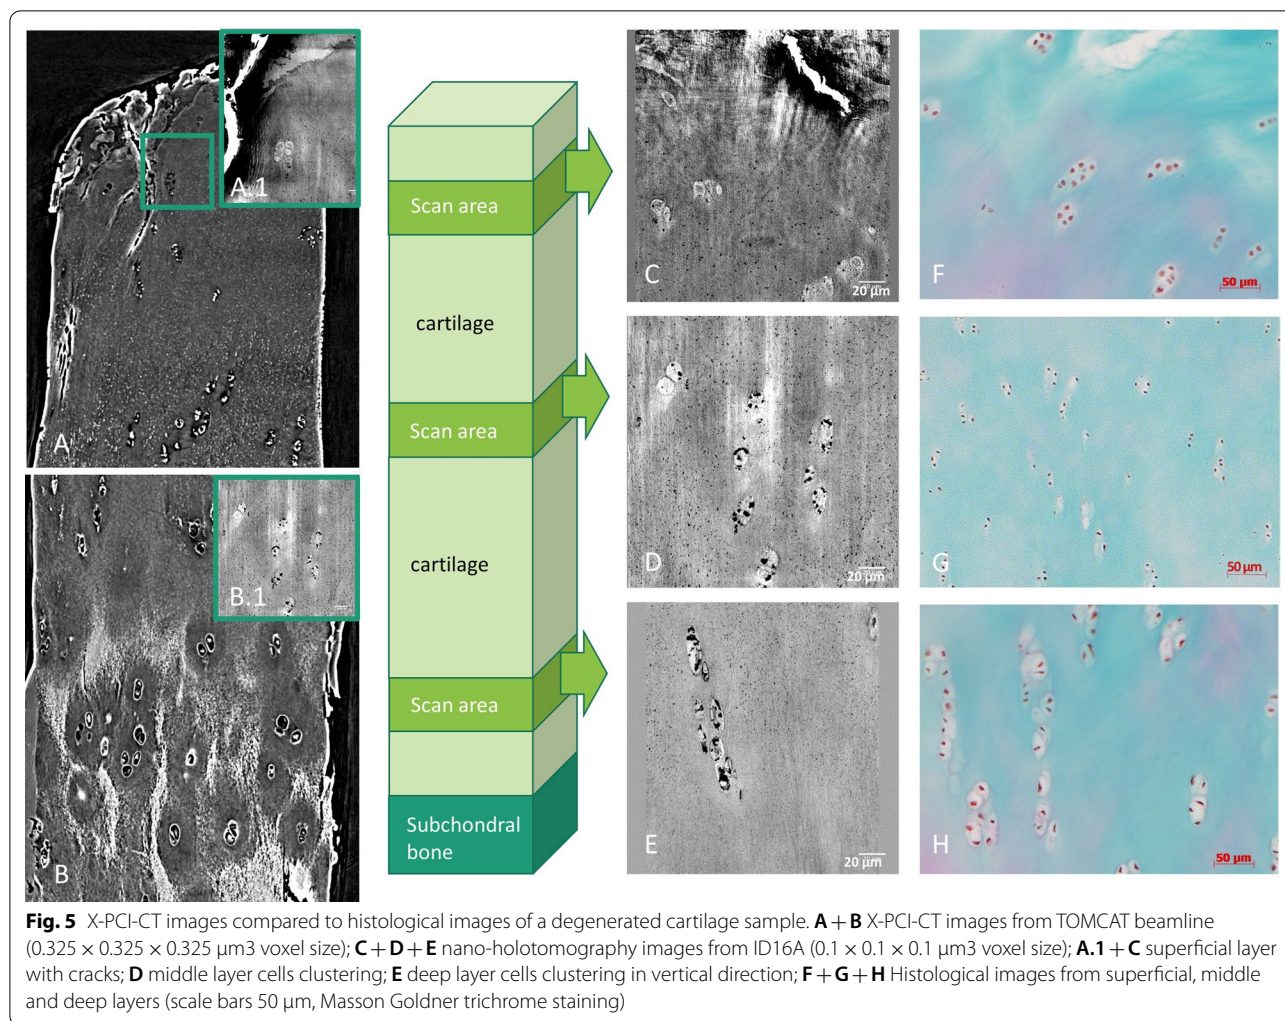 A
A.1
B
B.1
Scan area
cartilage
Scan area
cartilage
Scan area
Subchondral
bone
C
20 µm
D
20 µm
E
20 µm
F
50 µm
G
50 µm
H
50 µm
Fig. 5 X-PCI-CT images compared to histological images of a degenerated cartilage sample. A + B X-PCI-CT images from TOMCAT beamline
(0.325 × 0.325 × 0.325 µm3 voxel size); C + D + E nano-holotomography images from ID16A (0.1 × 0.1 × 0.1 µm3 voxel size); A.1 + C superficial layer
with cracks; D middle layer cells clustering; E deep layer cells clustering in vertical direction; F + G + H Histological images from superficial, middle
and deep layers (scale bars 50 µm, Masson Goldner trichrome staining)